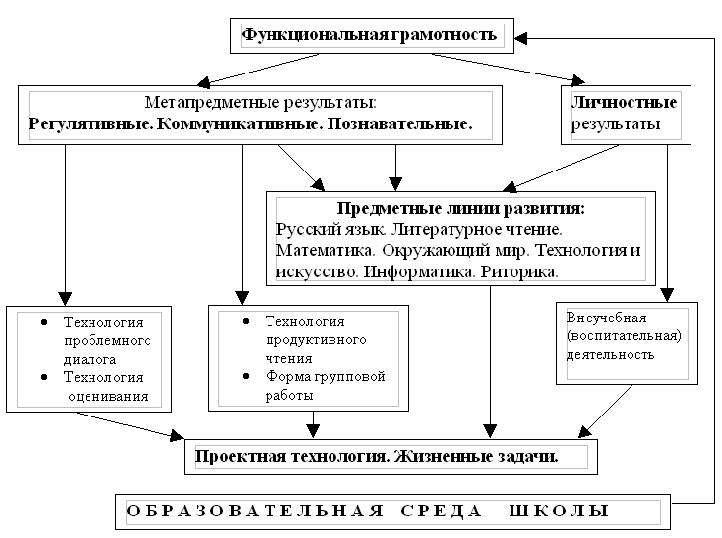 Функциональная грамотность
Метапредметные результаты:
Регулятивные. Коммуникативные. Познавательные.
Личностные
результаты
Предметные линии развития:
Русский язык. Литературное чтение.
Математика. Окружающий мир. Технология и
искусство. Информатика. Риторика.
• Технология
проблемного
диалога
• Технология
оценивания
• Технология
продуктивного
чтения
• Форма групповой
работы
Внеучебная
(воспитательная)
деятельность
Проектная технология. Жизненные задачи.
О Б Р А З О В А Т Е Л Ь Н А Я С Р Е Д А Ш К О Л Ы